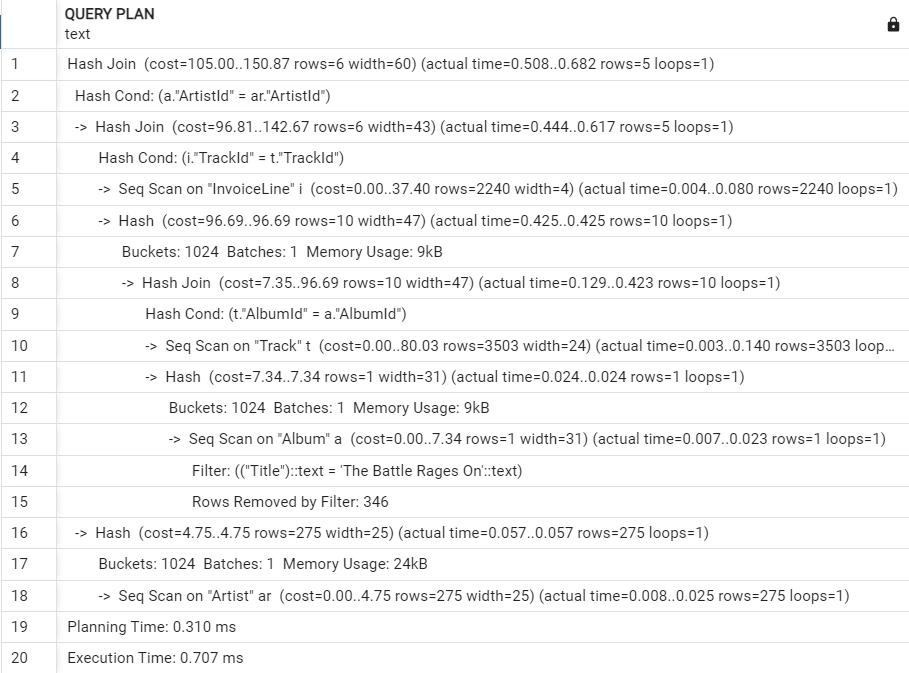 QUERY PLAN
text
1 Hash Join (cost=105.00..150.87 rows=6 width=60) (actual time=0.508..0.682 rows=5 loops=1)
2 Hash Cond: (a."ArtistId" = ar."ArtistId")
3 -> Hash Join (cost=96.81..142.67 rows=6 width=43) (actual time=0.444..0.617 rows=5 loops=1)
4 Hash Cond: (i."TrackId" = t."TrackId")
5 -> Seq Scan on "InvoiceLine" i (cost=0.00..37.40 rows=2240 width=4) (actual time=0.004..0.080 rows=2240 loops=1)
6 -> Hash (cost=96.69..96.69 rows=10 width=47) (actual time=0.425..0.425 rows=10 loops=1)
7 Buckets: 1024 Batches: 1 Memory Usage: 9kB
8 -> Hash Join (cost=7.35..96.69 rows=10 width=47) (actual time=0.129..0.423 rows=10 loops=1)
9 Hash Cond: (t."AlbumId" = a."AlbumId")
10 -> Seq Scan on "Track" t (cost=0.00..80.03 rows=3503 width=24) (actual time=0.003..0.140 rows=3503 loop...
11 -> Hash (cost=7.34..7.34 rows=1 width=31) (actual time=0.024..0.024 rows=1 loops=1)
12 Buckets: 1024 Batches: 1 Memory Usage: 9kB
13 -> Seq Scan on "Album" a (cost=0.00..7.34 rows=1 width=31) (actual time=0.007..0.023 rows=1 loops=1)
14 Filter: (("Title")::text = 'The Battle Rages On'::text)
15 Rows Removed by Filter: 346
16 -> Hash (cost=4.75..4.75 rows=275 width=25) (actual time=0.057..0.057 rows=275 loops=1)
17 Buckets: 1024 Batches: 1 Memory Usage: 24kB
18 -> Seq Scan on "Artist" ar (cost=0.00..4.75 rows=275 width=25) (actual time=0.008..0.025 rows=275 loops=1)
19 Planning Time: 0.310 ms
20 Execution Time: 0.707 ms